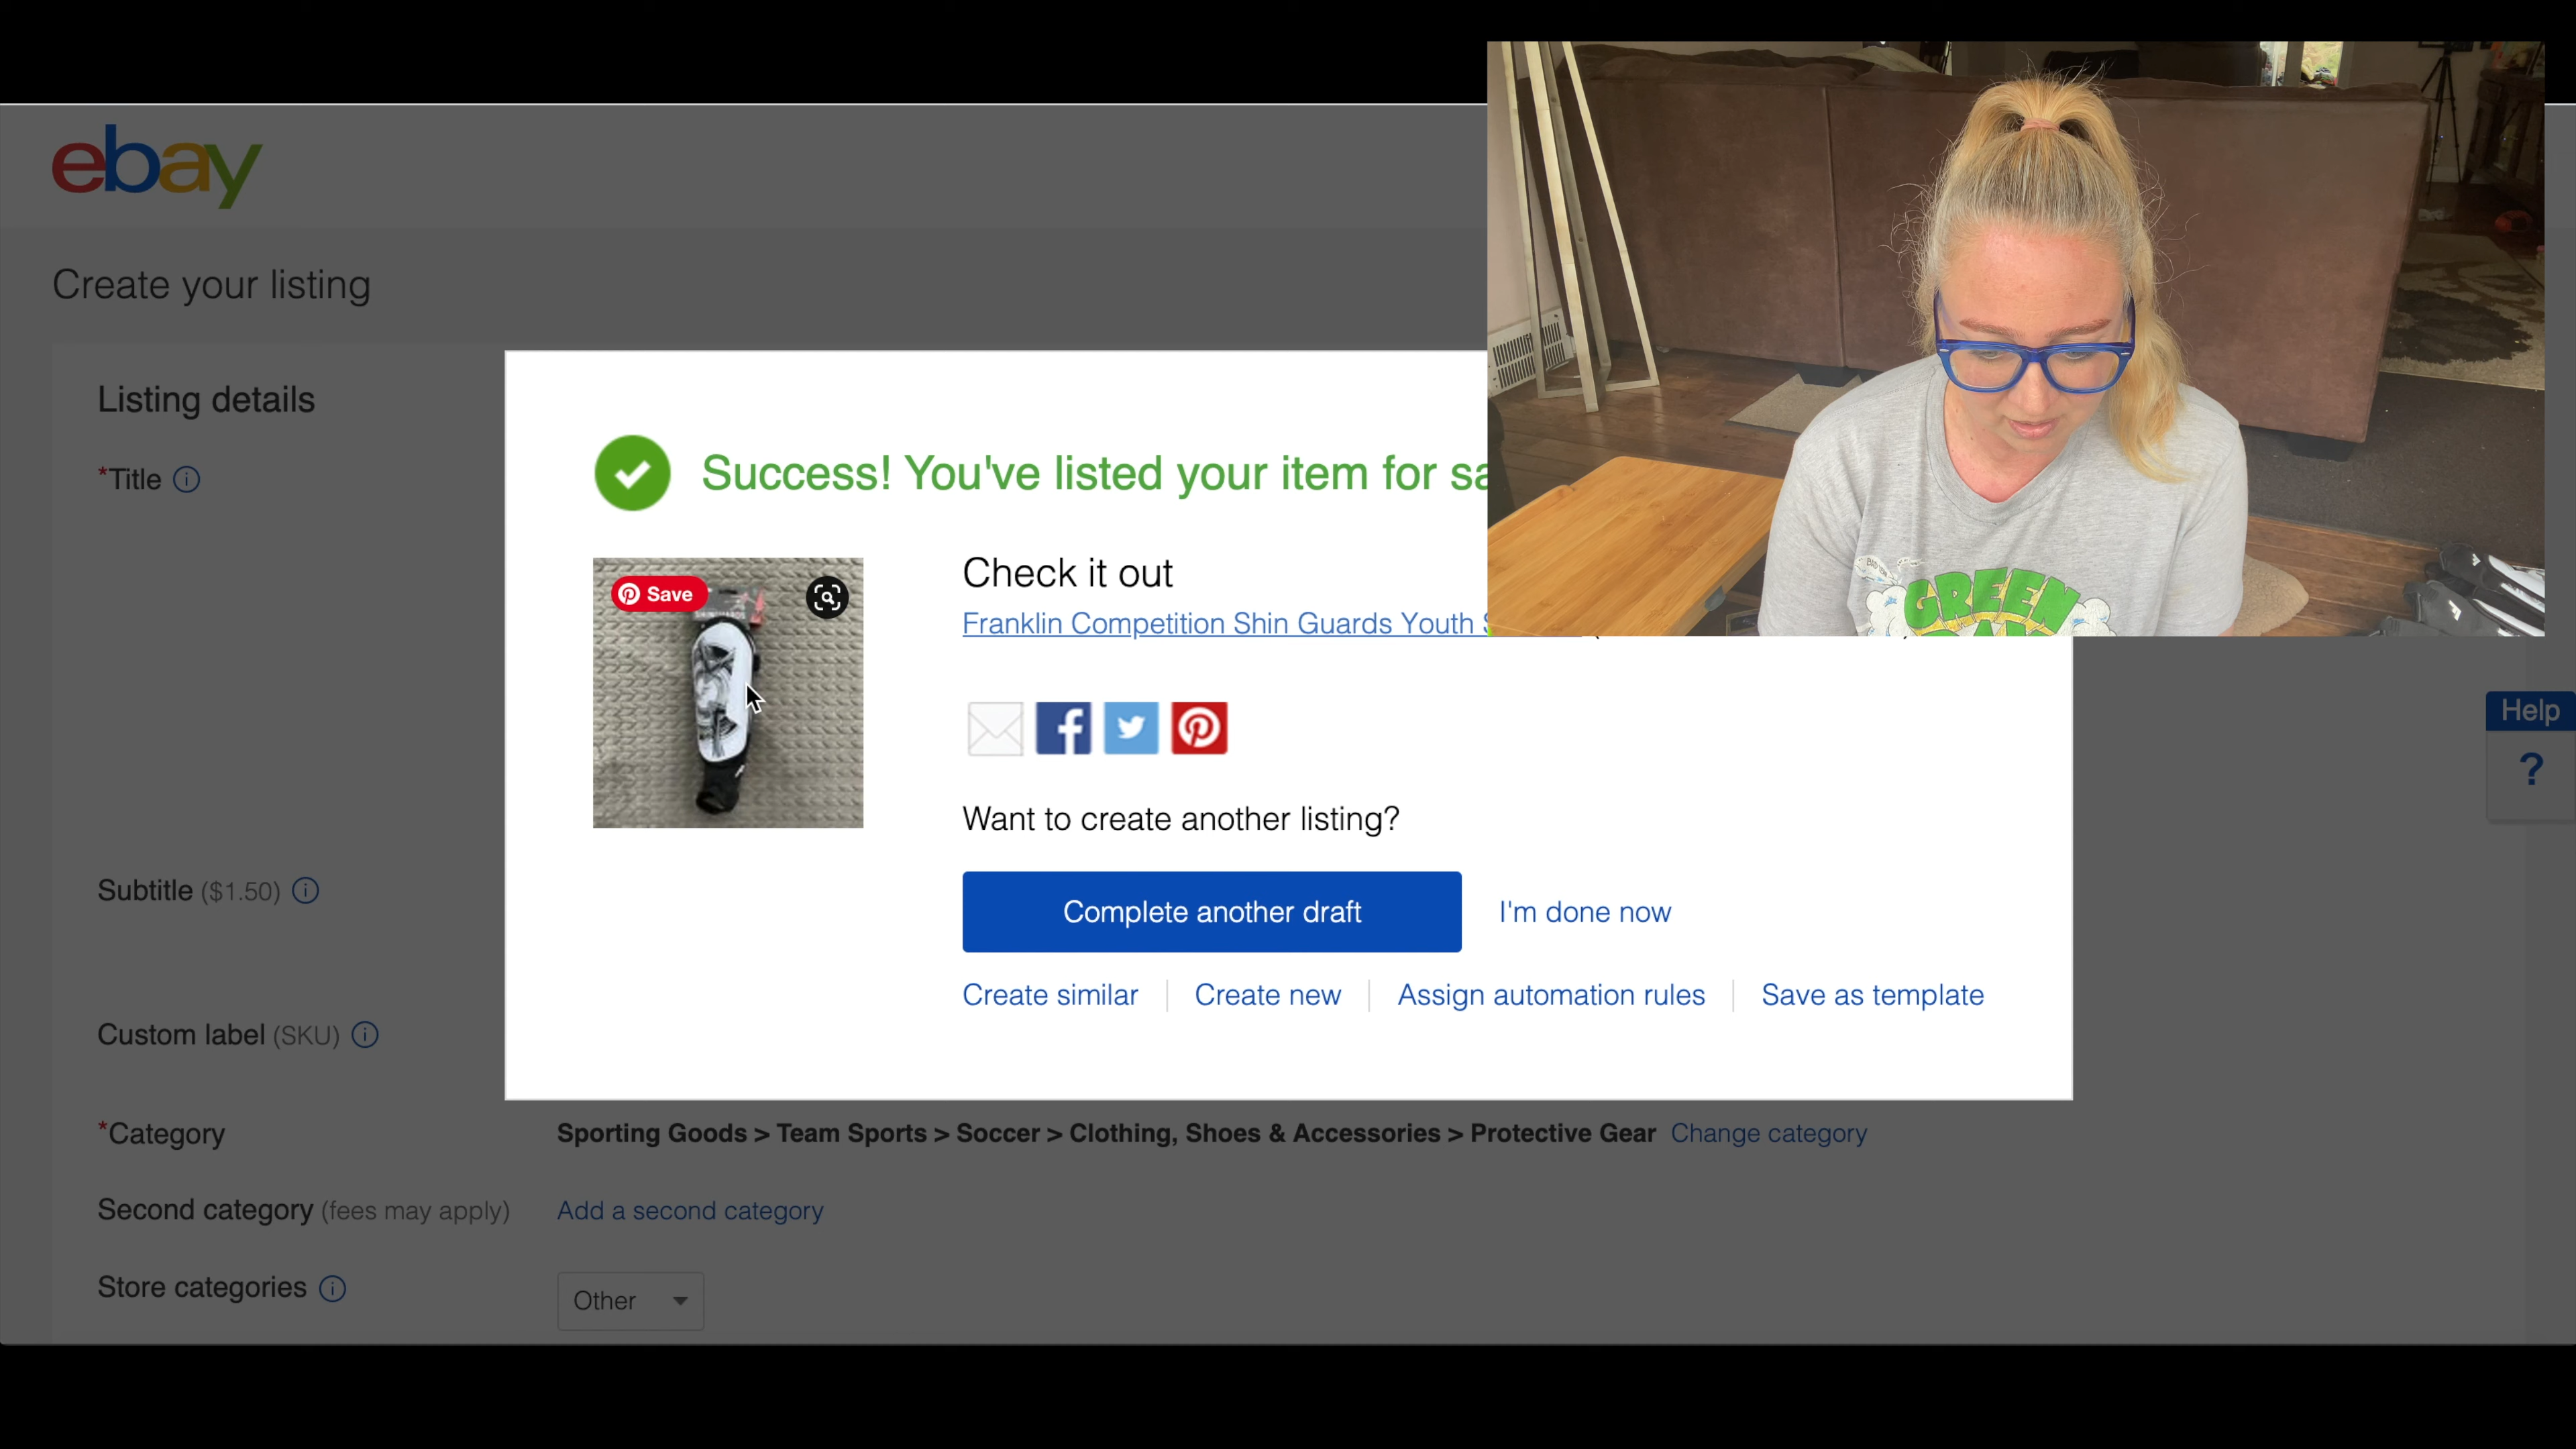 ebay
Create your listing
Listing details
*Title
Success! You've listed your item for
Save
Check it out
Franklin Competition Shin Guards Youth
Want to create another listing?
Complete another draft
I'm done now
Create similar
Create new
Assign automation rules
Save as template
Help
?
Subtitle ($1.50)
Custom label (SKU)
*Category
Sporting Goods > Team Sports > Soccer > Clothing, Shoes & Accessories > Protective Gear Change category
Second category (fees may apply)
Add a second category
Store categories
Other
GREEN